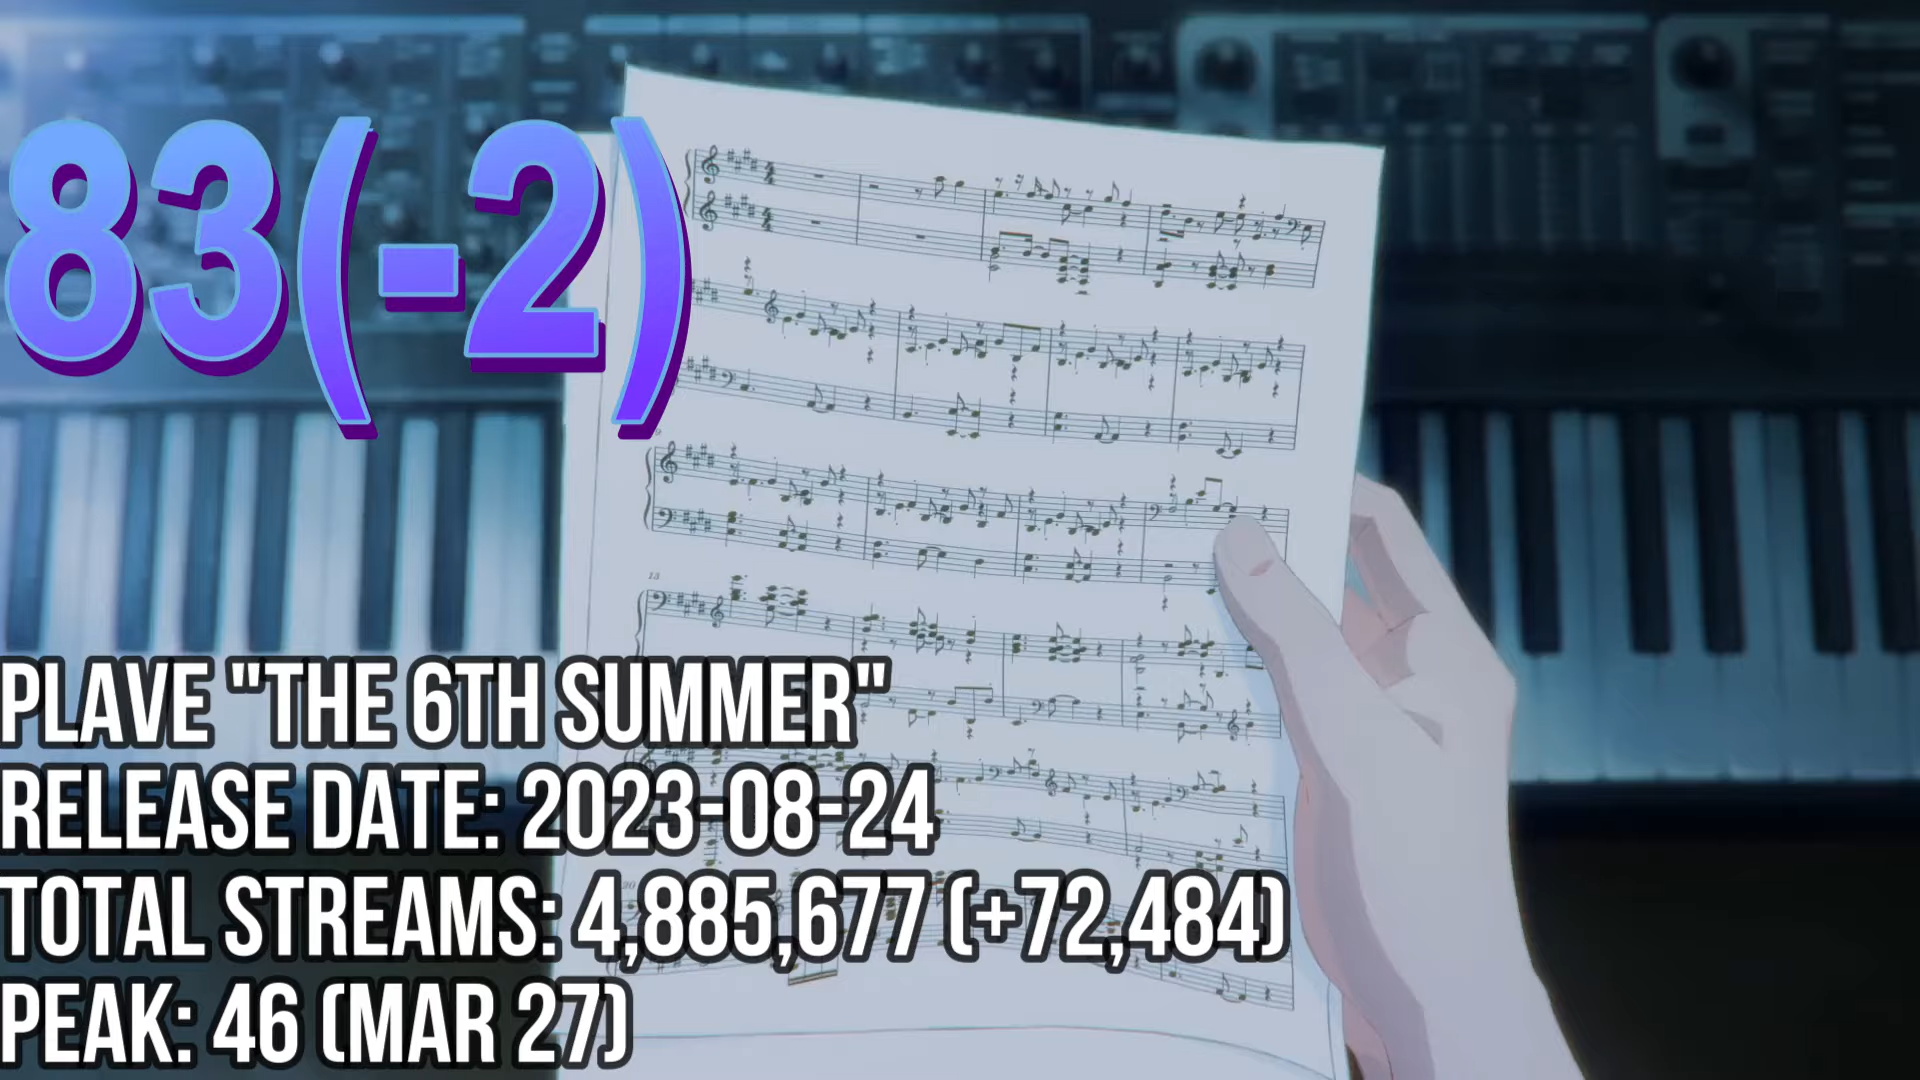 83(-2)
PLAVE "THE 6TH SUMMER"
RELEASE DATE: 2023-08-24
TOTAL STREAMS: 4,885,677 (+72,484)
PEAK: 46 (MAR 27)